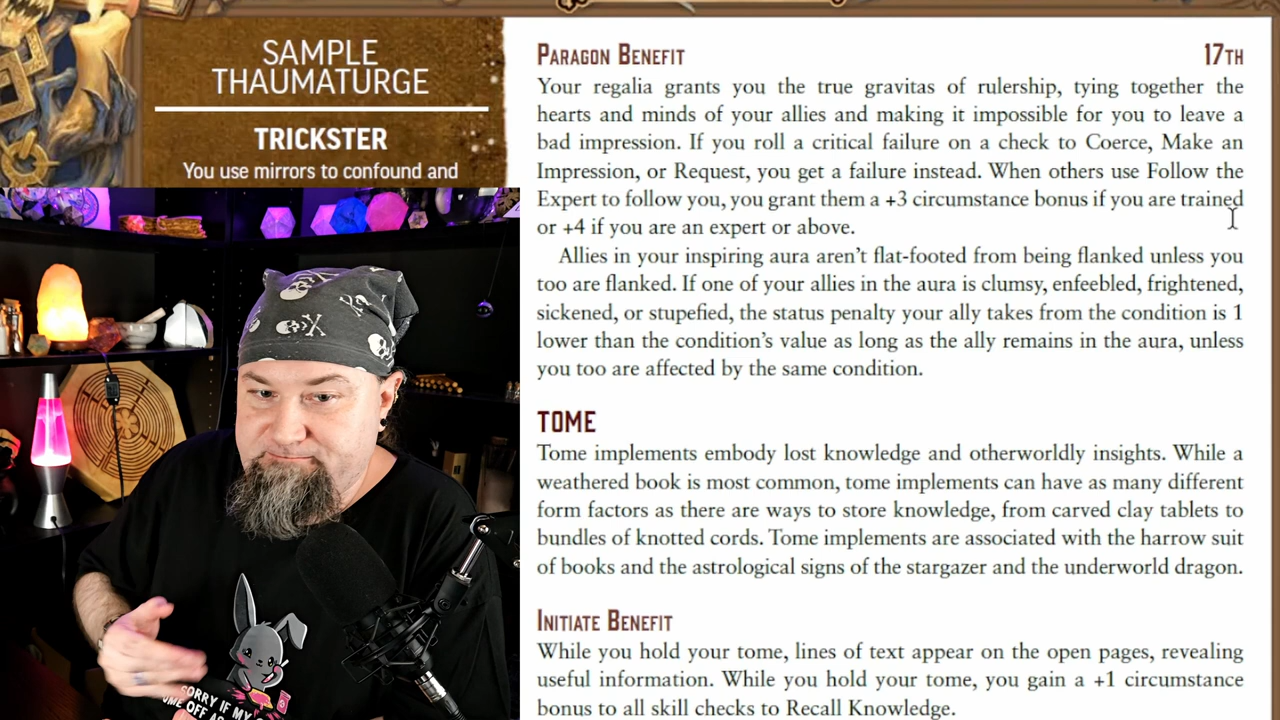 SAMPLE
THAUMATURGE
TRICKSTER
You use mirrors to confound and
PARAGON BENEFIT 17TH
Your regalia grants you the true gravitas of rulership, tying together the
hearts and minds of your allies and making it impossible for you to leave a
bad impression. If you roll a critical failure on a check to Coerce, Make an
Impression, or Request, you get a failure instead. When others use Follow the
Expert to follow you, you grant them a +3 circumstance bonus if you are trained
or +4 if you are an expert or above.
Allies in your inspiring aura aren’t flat-footed from being flanked unless you
too are flanked. If one of your allies in the aura is clumsy, enfeebled, frightened,
sickened, or stupefied, the status penalty your ally takes from the condition is 1
lower than the condition’s value as long as the ally remains in the aura, unless
you too are affected by the same condition.
TOME
Tome implements embody lost knowledge and otherworldly insights. While a
weathered book is most common, tome implements can have as many different
form factors as there are ways to store knowledge, from carved clay tablets to
bundles of knotted cords. Tome implements are associated with the harrow suit
of books and the astrological signs of the stargazer and the underworld dragon.
INITIATE BENEFIT
While you hold your tome, lines of text appear on the open pages, revealing
useful information. While you hold your tome, you gain a +1 circumstance
bonus to all skill checks to Recall Knowledge.
SORRY IF MY
OFF